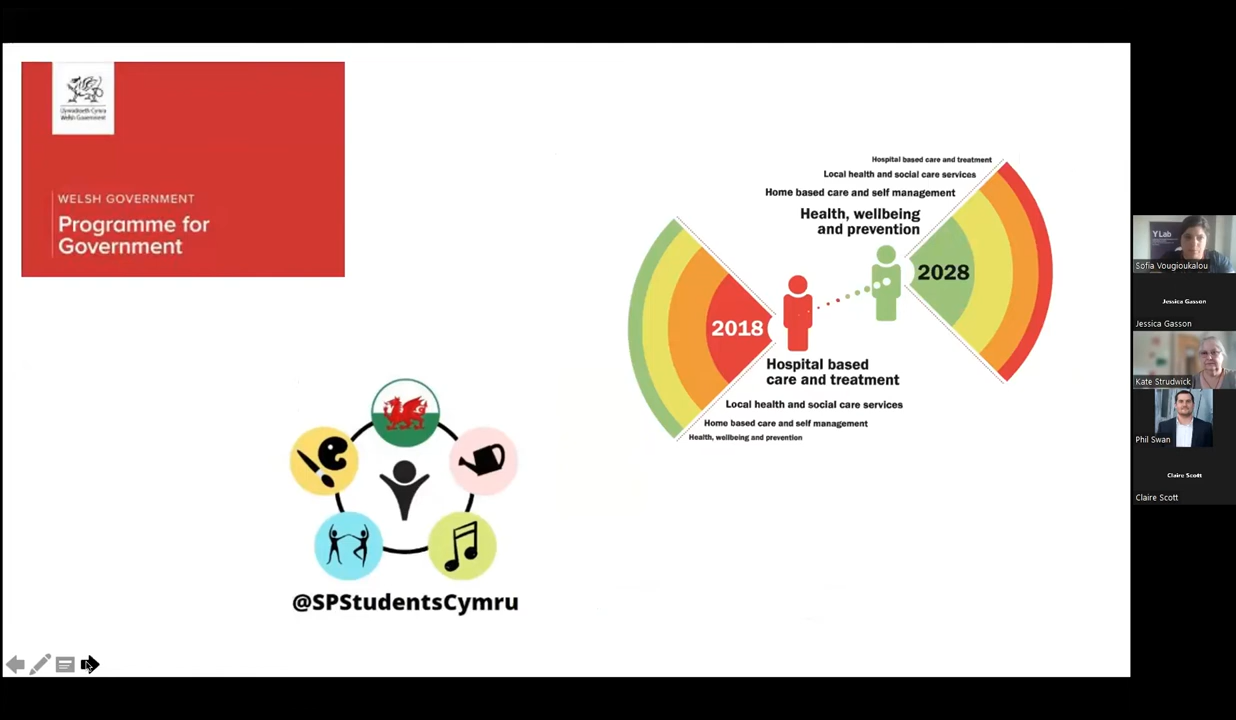 Llywodraeth Cymru
Welsh Government
WELSH GOVERNMENT
Programme for
Government
Hospital based care and treatment
Local health and social care services
Home based care and self management
Health, wellbeing
and prevention
2028
2018
Hospital based
care and treatment
Local health and social care services
Home based care and self management
Health, wellbeing and prevention
@SPStudentsCymru
Y Lab
Sofia Vougioukalou
Jessica Gasson
Jessica Gasson
Kate Strudwick
Phil Swan
Claire Scott
Claire Scott